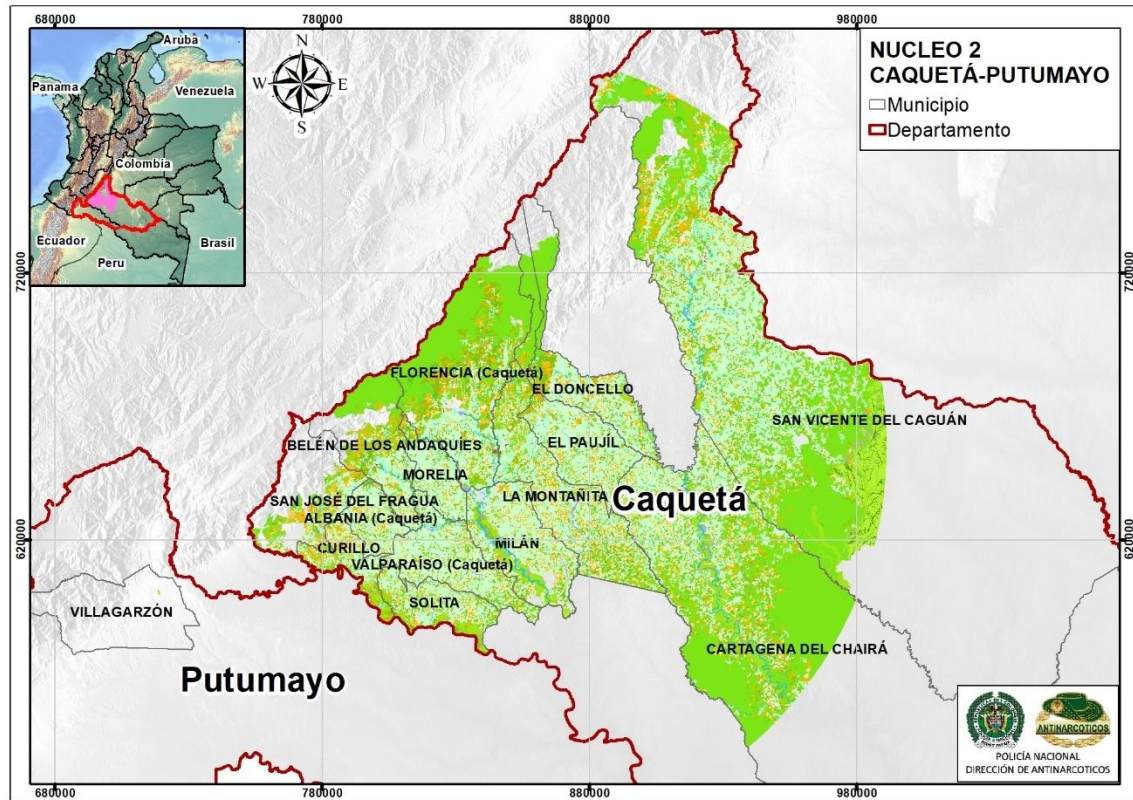 680000
780000
880000
980000
Aruba
Panama
Venezuela
Colombia
Ecuador
Brasil
Peru
N
W
E
S
NUCLEO 2
CAQUETÁ-PUTUMAYO
Municipio
Departamento
720000
720000
FLORENCIA (Caquetá)
EL DONCELLO
SAN VICENTE DEL CAGUÁN
BELÉN DE LOS ANDAQUIES
EL PAUJÍL
MORELIA
SAN JOSÉ DEL FRAGUA
LA MONTAÑITA
Caquetá
ALBANIA (Caquetá)
620000
620000
CURILLO
MILÁN
VALPARAÍSO (Caquetá)
SOLITA
VILLAGARZÓN
CARTAGENA DEL CHAIRÁ
Putumayo
ANTINARCOTICOS
POLICÍA NACIONAL
DIRECCIÓN DE ANTINARCOTICOS
680000
780000
880000
980000